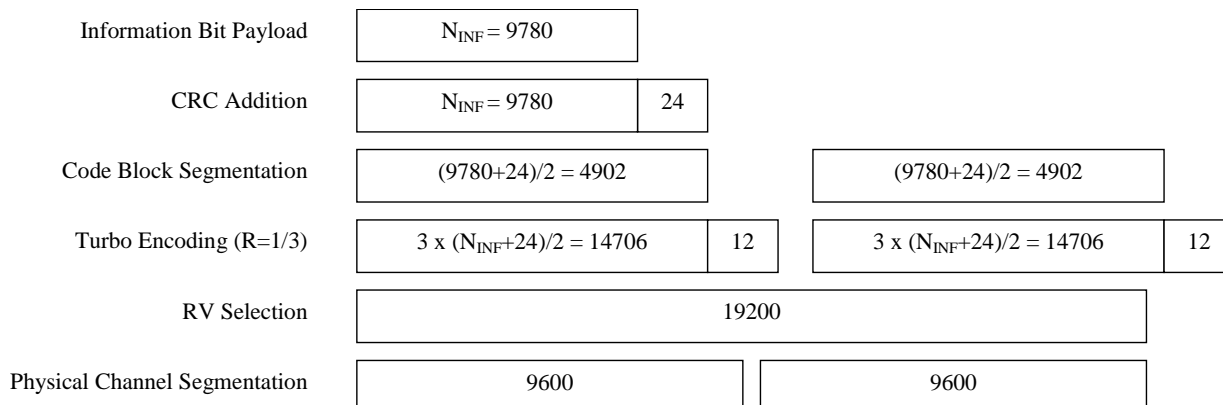 Information Bit Payload N_INF = 9780
CRC Addition N_INF = 9780 24
Code Block Segmentation (9780+24)/2 = 4902 (9780+24)/2 = 4902
Turbo Encoding (R=1/3) 3 x (N_INF+24)/2 = 14706 12 3 x (N_INF+24)/2 = 14706 12
RV Selection 19200
Physical Channel Segmentation 9600 9600